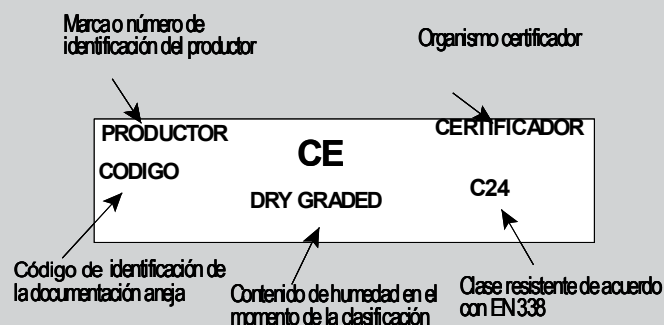 Marca o número de
identificación del productor
Organismo certificador
PRODUCTOR
CERTIFICADOR
CE
CODIGO
C24
DRY GRADED
Código de identificación de
la documentación aneja
Contenido de humedad en el
momento de la clasificación
Clase resistente de acuerdo
con EN 338